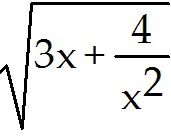 √(3x + 4/x²)